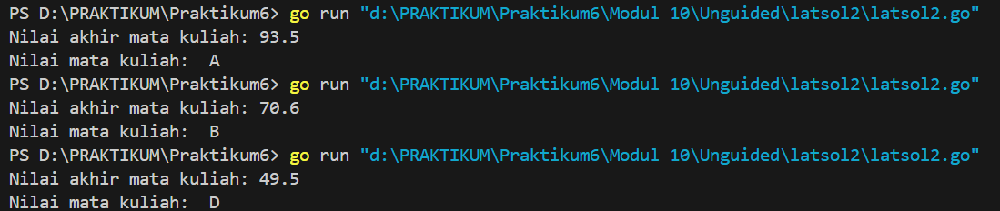 PS D:\PRAKTIKUM\Praktikum6> go run "d:\PRAKTIKUM\Praktikum6\Modul 10\Unguided\latsol2\latsol2.go"
Nilai akhir mata kuliah: 93.5
Nilai mata kuliah:  A
PS D:\PRAKTIKUM\Praktikum6> go run "d:\PRAKTIKUM\Praktikum6\Modul 10\Unguided\latsol2\latsol2.go"
Nilai akhir mata kuliah: 70.6
Nilai mata kuliah:  B
PS D:\PRAKTIKUM\Praktikum6> go run "d:\PRAKTIKUM\Praktikum6\Modul 10\Unguided\latsol2\latsol2.go"
Nilai akhir mata kuliah: 49.5
Nilai mata kuliah:  D